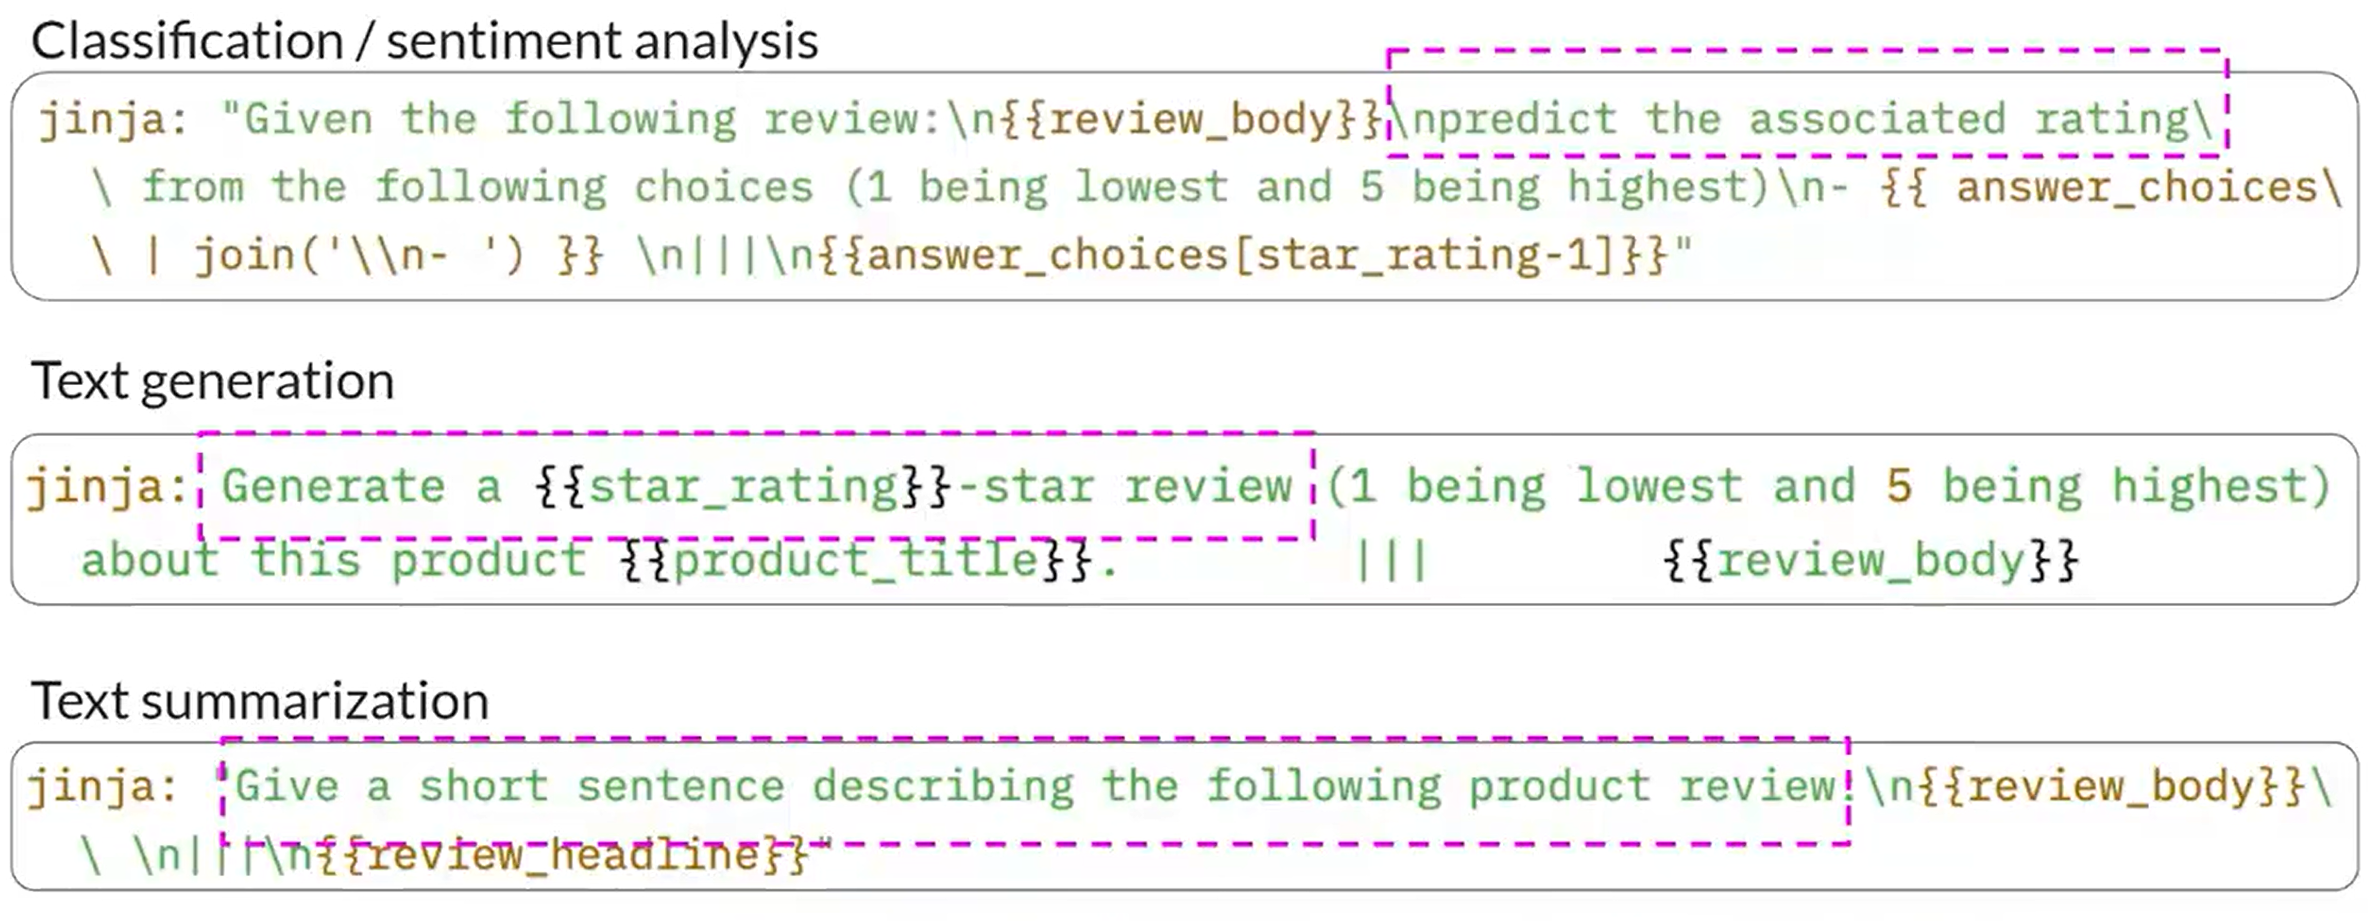 Classification / sentiment analysis
jinja: "Given the following review:\n{{review_body}}\npredict the associated rating\
\ from the following choices (1 being lowest and 5 being highest)\n- {{ answer_choices\
\ | join('\\n- ') }} \n|||\n{{answer_choices[star_rating-1]}}"
Text generation
jinja: Generate a {{star_rating}}-star review (1 being lowest and 5 being highest)
about this product {{product_title}}. ||| {{review_body}}
Text summarization
jinja: "Give a short sentence describing the following product review:\n{{review_body}}\
\ \n|||\n{{review_headline}}"